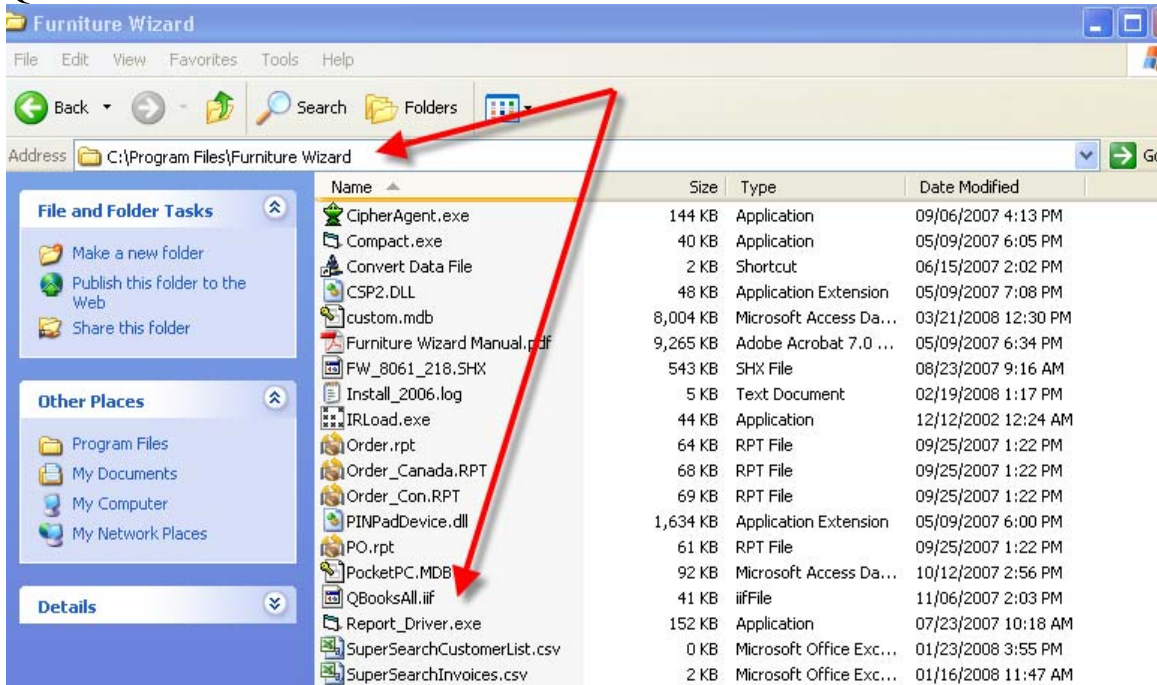 Furniture Wizard
File Edit View Favorites Tools Help
Back Search Folders
Address C:\Program Files\Furniture Wizard
Name Size Type Date Modified
File and Folder Tasks
Make a new folder
Publish this folder to the
Web
Share this folder
Other Places
Program Files
My Documents
My Computer
My Network Places
Details
CipherAgent.exe 144 KB Application 09/06/2007 4:13 PM
Compact.exe 40 KB Application 05/09/2007 6:05 PM
Convert Data File 2 KB Shortcut 06/15/2007 2:02 PM
CSP2.DLL 48 KB Application Extension 05/09/2007 7:08 PM
custom.mdb 8,004 KB Microsoft Access Da... 03/21/2008 12:30 PM
Furniture Wizard Manual.pdf 9,265 KB Adobe Acrobat 7.0 ... 05/09/2007 6:34 PM
FW_8061_218.SHX 543 KB SHX File 08/23/2007 9:16 AM
Install_2006.log 5 KB Text Document 02/19/2008 1:17 PM
IRLoad.exe 44 KB Application 12/12/2002 12:24 AM
Order.rpt 64 KB RPT File 09/25/2007 1:22 PM
Order_Canada.RPT 68 KB RPT File 09/25/2007 1:22 PM
Order_Con.RPT 69 KB RPT File 09/25/2007 1:22 PM
PINPadDevice.dll 1,634 KB Application Extension 05/09/2007 6:00 PM
PO.rpt 61 KB RPT File 09/25/2007 1:22 PM
PocketPC.MDB 92 KB Microsoft Access Da... 10/12/2007 2:56 PM
QBooksAll.iif 41 KB iifFile 11/06/2007 2:03 PM
Report_Driver.exe 152 KB Application 07/23/2007 10:18 AM
SuperSearchCustomerList.csv 0 KB Microsoft Office Exc... 01/23/2008 3:55 PM
SuperSearchInvoices.csv 2 KB Microsoft Office Exc... 01/16/2008 11:47 AM